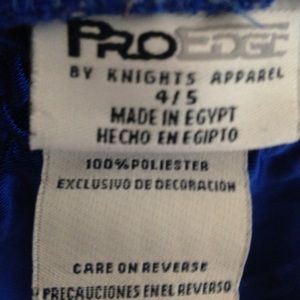 PROEDGE
BY KNIGHTS APPAREL
4/5
MADE IN EGYPT
HECHO EN EGIPTO
100% POLIESTER
EXCLUSIVO DE DECORACIÓN
CARE ON REVERSE
PRECAUCIONES EN EL REVERSO